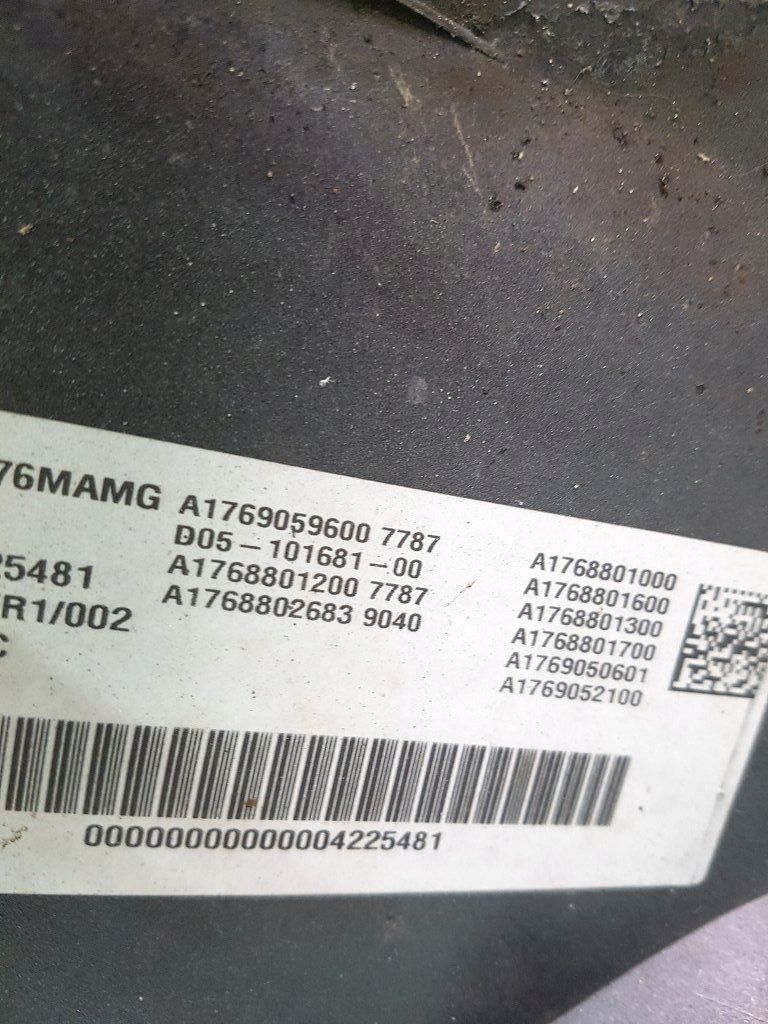 76MAMG A1769059600 7787
D05-101681-00
25481 A1768801200 7787
R1/002 A1768802683 9040
C
A1768801000
A1768801600
A1768801300
A1768801700
A1769050601
A1769052100
00000000000004225481